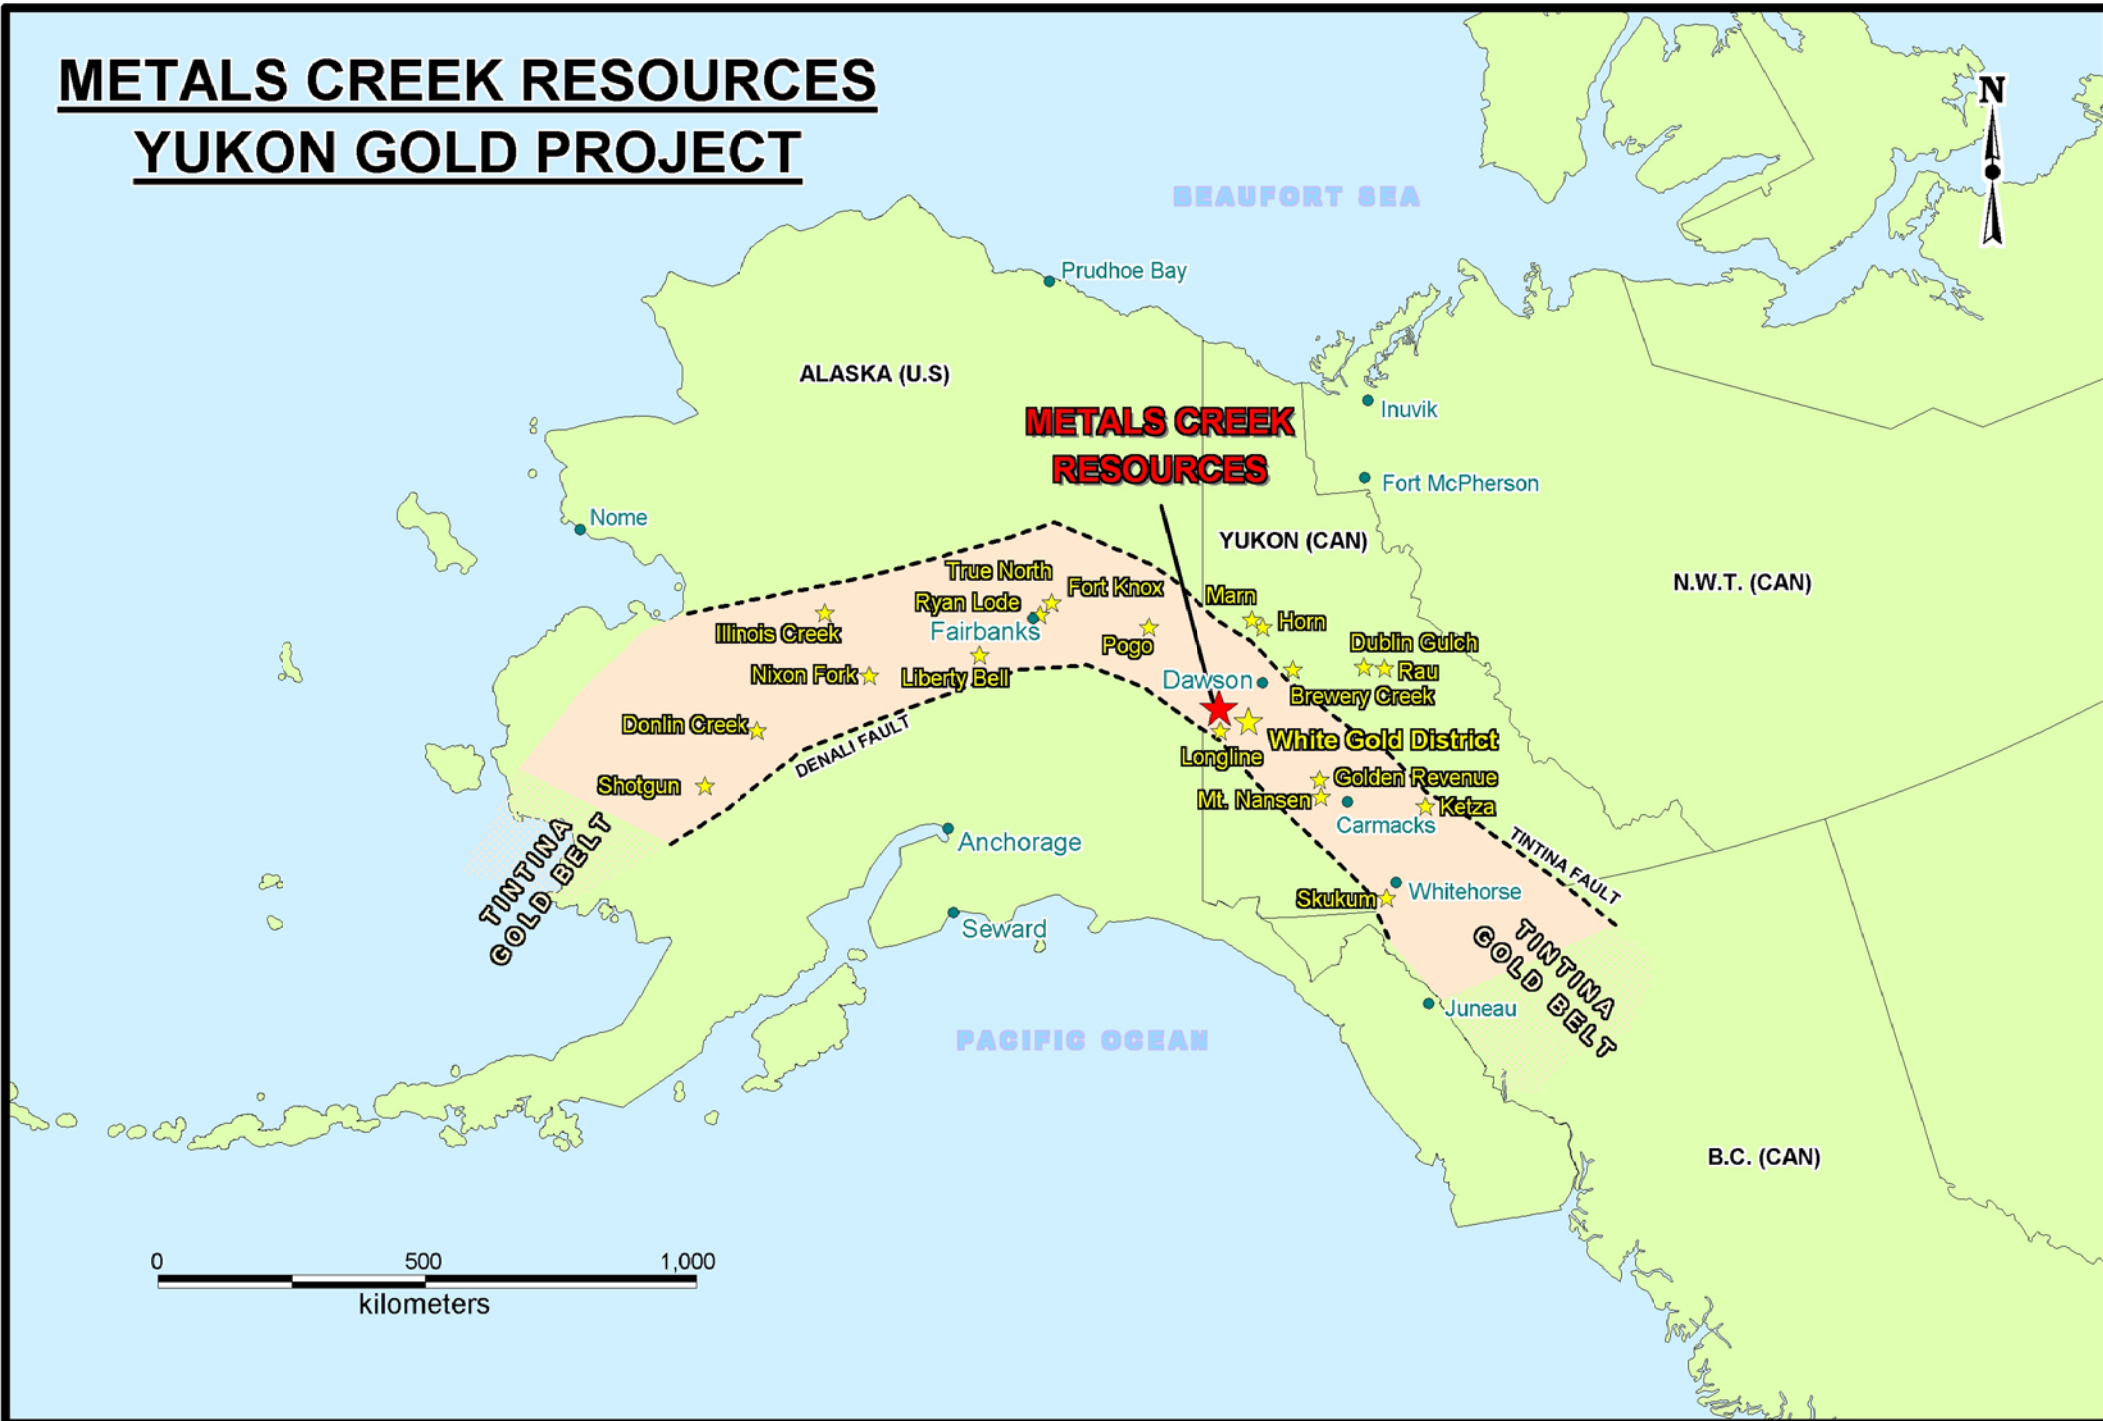 METALS CREEK RESOURCES
YUKON GOLD PROJECT
N
BEAUFORT SEA
Prudhoe Bay
ALASKA (U.S)
METALS CREEK
RESOURCES
Inuvik
Fort McPherson
Nome
YUKON (CAN)
N.W.T. (CAN)
True North
Fort Knox
Ryan Lode
Marn
Horn
Illinois Creek
Fairbanks
Pogo
Dublin Gulch
Rau
Nixon Fork
Liberty Bell
Dawson
Brewery Creek
Donlin Creek
DENALI FAULT
White Gold District
Longline
Shotgun
Golden Revenue
Mt. Nansen
Ketza
Carmacks
TINTINA
GOLD BELT
Anchorage
TINTINA FAULT
Skukum
Whitehorse
Seward
TINTINA
GOLD BELT
Juneau
PACIFIC OCEAN
B.C. (CAN)
0 500 1,000
kilometers